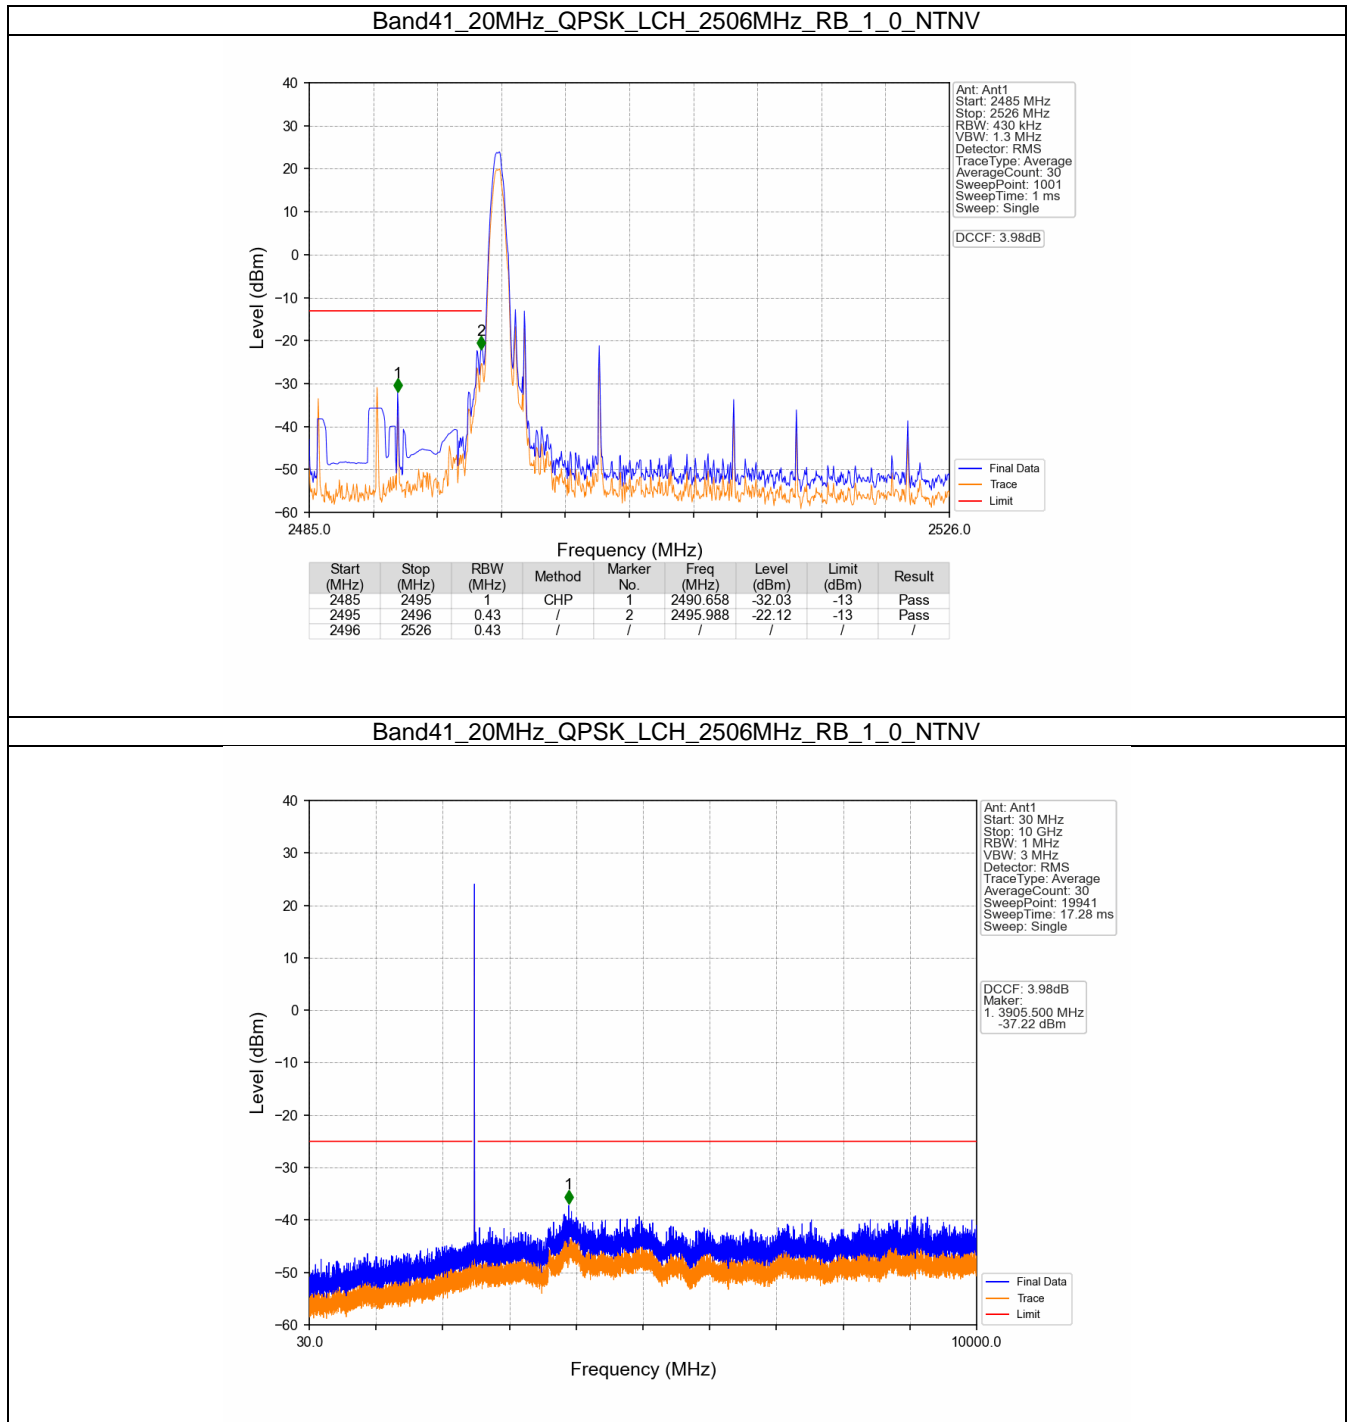 Band41_20MHz_QPSK_LCH_2506MHz_RB_1_0_NTNV
40
30
20
10
0
−10
−20
−30
−40
−50
−60
Level (dBm)
1
2
2485.0
2526.0
Frequency (MHz)
Ant: Ant1
Start: 2485 MHz
Stop: 2526 MHz
RBW: 430 kHz
VBW: 1.3 MHz
Detector: RMS
TraceType: Average
AverageCount: 30
SweepPoint: 1001
SweepTime: 1 ms
Sweep: Single
DCCF: 3.98dB
Final Data
Trace
Limit
Start (MHz) Stop (MHz) RBW (MHz) Method Marker No. Freq (MHz) Level (dBm) Limit (dBm) Result
2485 2495 1 CHP 1 2490.658 -32.03 -13 Pass
2495 2496 0.43 / 2 2495.988 -22.12 -13 Pass
2496 2526 0.43 / / / / / /
Band41_20MHz_QPSK_LCH_2506MHz_RB_1_0_NTNV
40
30
20
10
0
−10
−20
−30
−40
−50
−60
Level (dBm)
1
30.0
10000.0
Frequency (MHz)
Ant: Ant1
Start: 30 MHz
Stop: 10 GHz
RBW: 1 MHz
VBW: 3 MHz
Detector: RMS
TraceType: Average
AverageCount: 30
SweepPoint: 19941
SweepTime: 17.28 ms
Sweep: Single
DCCF: 3.98dB
Maker:
1. 3905.500 MHz
-37.22 dBm
Final Data
Trace
Limit